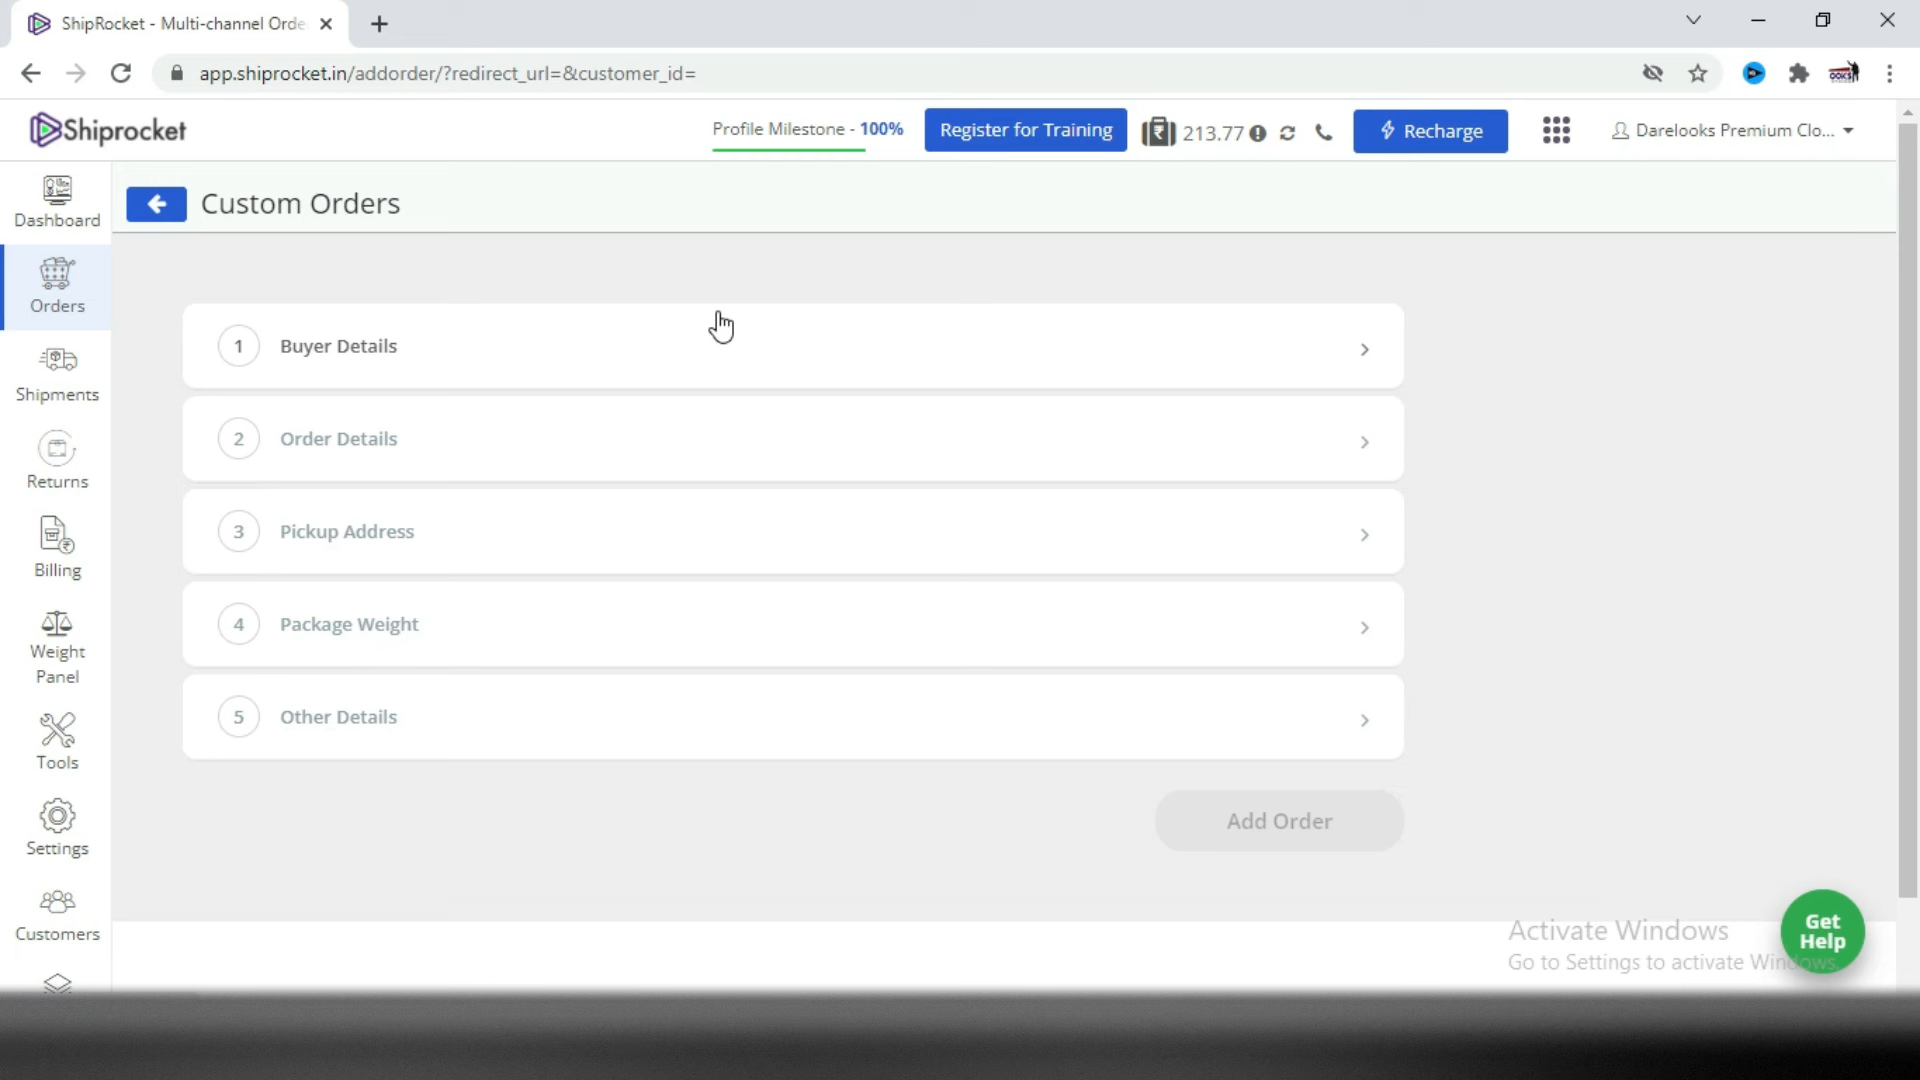 ShipRocket - Multi-channel Orde
app.shiprocket.in/addorder/?redirect_url=&customer_id=
Shiprocket
Profile Milestone - 100%
Register for Training
213.77
Recharge
Darelooks Premium Clo...
Dashboard
Orders
Shipments
Returns
Billing
Weight
Panel
Tools
Settings
Customers
Custom Orders
1 Buyer Details
2 Order Details
3 Pickup Address
4 Package Weight
5 Other Details
Add Order
Get
Help
Activate Windows
Go to Settings to activate Windows.